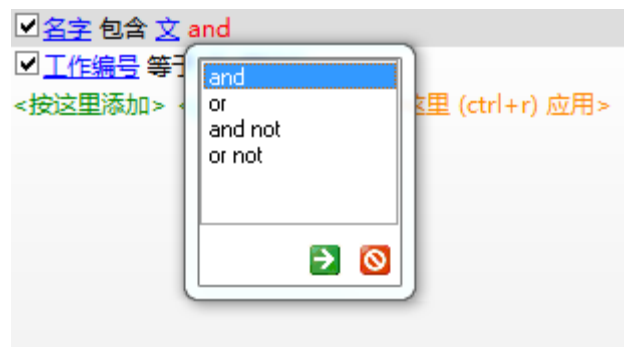 名字 包含 文 and
工作编号 等于
and
or
and not
or not
<按这里添加> <
这里 (ctrl+r) 应用>